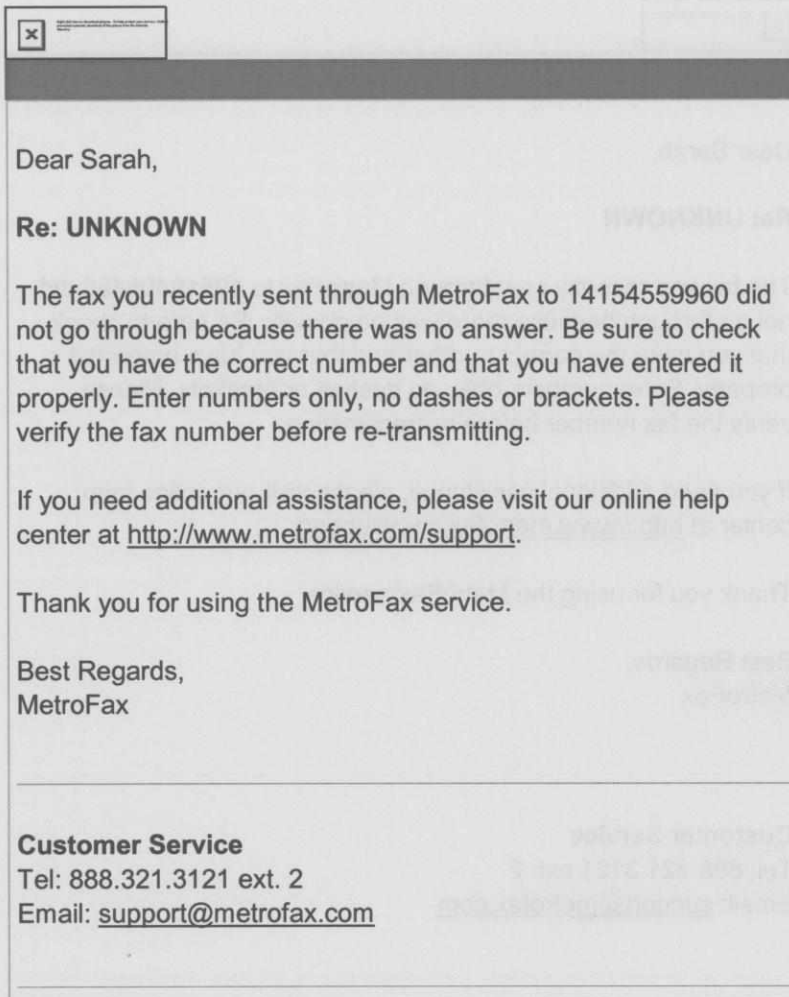 Dear Sarah,
Re: UNKNOWN
The fax you recently sent through MetroFax to 14154559960 did
not go through because there was no answer. Be sure to check
that you have the correct number and that you have entered it
properly. Enter numbers only, no dashes or brackets. Please
verify the fax number before re-transmitting.
If you need additional assistance, please visit our online help
center at http://www.metrofax.com/support.
Thank you for using the MetroFax service.
Best Regards,
MetroFax
Customer Service
Tel: 888.321.3121 ext. 2
Email: support@metrofax.com